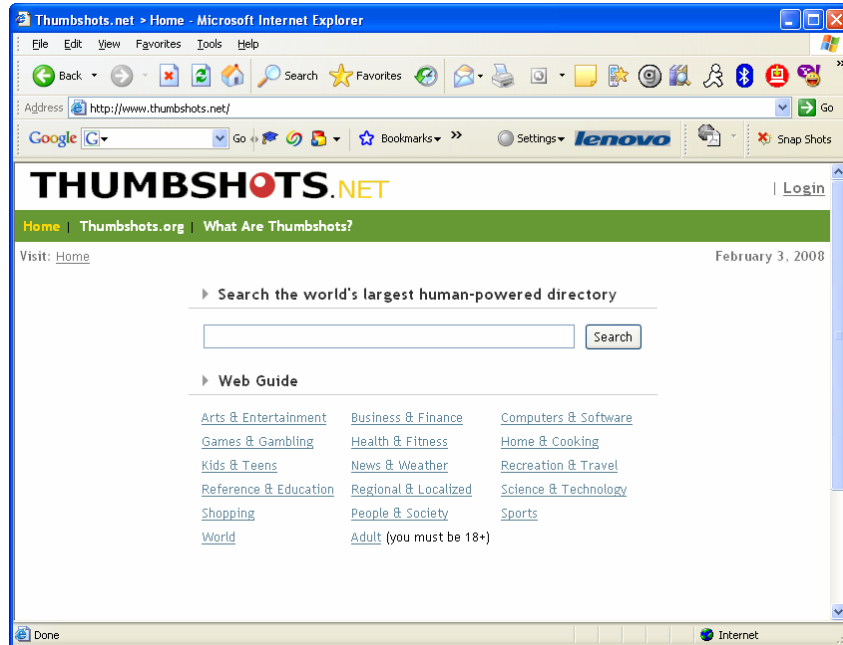 Thumbshots.net > Home - Microsoft Internet Explorer
File Edit View Favorites Tools Help
Back Search Favorites »
Address http://www.thumbshots.net/ Go
Google G Go Bookmarks » Settings lenovo Snap Shots
THUMBSHOTS.NET
| Login
Home | Thumbshots.org | What Are Thumbshots?
Visit: Home February 3, 2008
Search the world's largest human-powered directory
Search
Web Guide
Arts & Entertainment Business & Finance Computers & Software
Games & Gambling Health & Fitness Home & Cooking
Kids & Teens News & Weather Recreation & Travel
Reference & Education Regional & Localized Science & Technology
Shopping People & Society Sports
World Adult (you must be 18+)
Done Internet